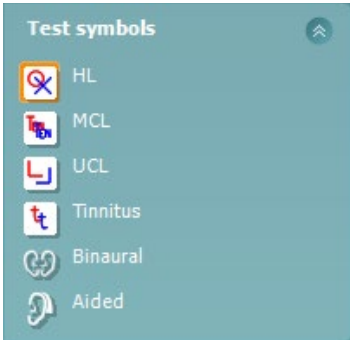 Test symbols
HL
MCL
UCL
Tinnitus
Binaural
Aided